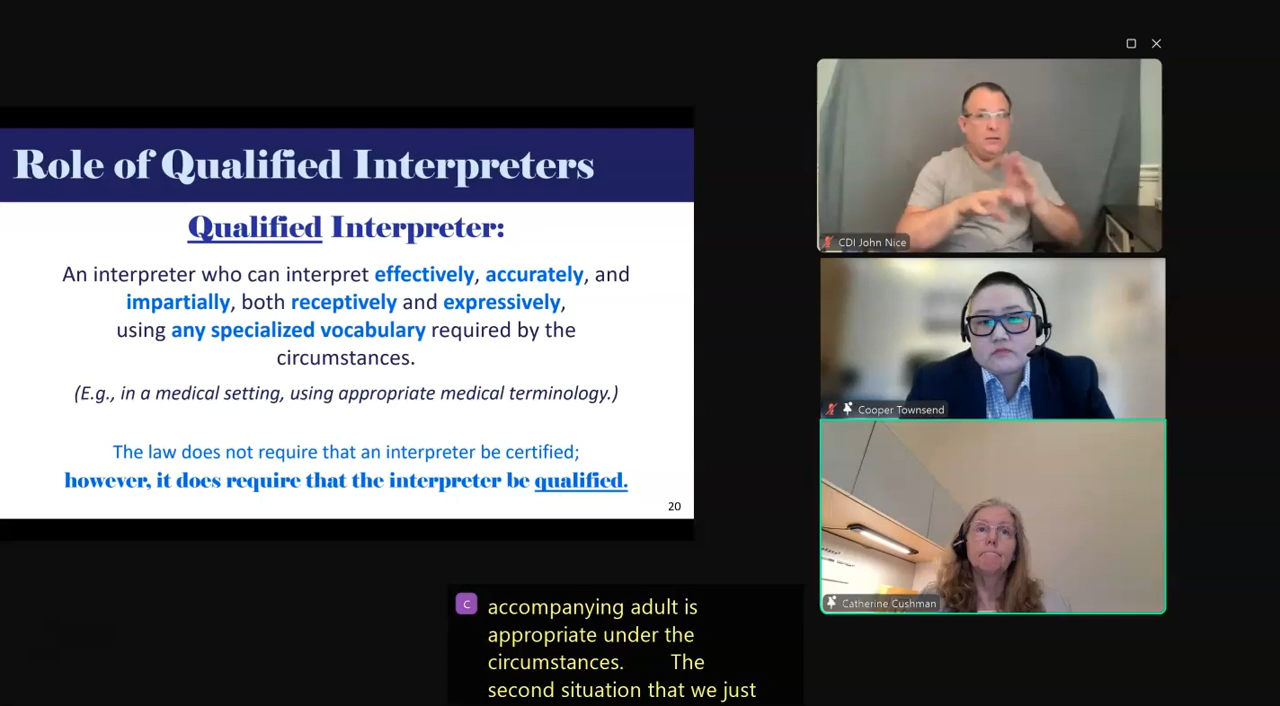 Role of Qualified Interpreters
Qualified Interpreter:
An interpreter who can interpret effectively, accurately, and
impartially, both receptively and expressively,
using any specialized vocabulary required by the
circumstances.
(E.g., in a medical setting, using appropriate medical terminology.)
The law does not require that an interpreter be certified;
however, it does require that the interpreter be qualified.
20
CDI John Nice
Cooper Townsend
Catherine Cushman
C
accompanying adult is
appropriate under the
circumstances. The
second situation that we just